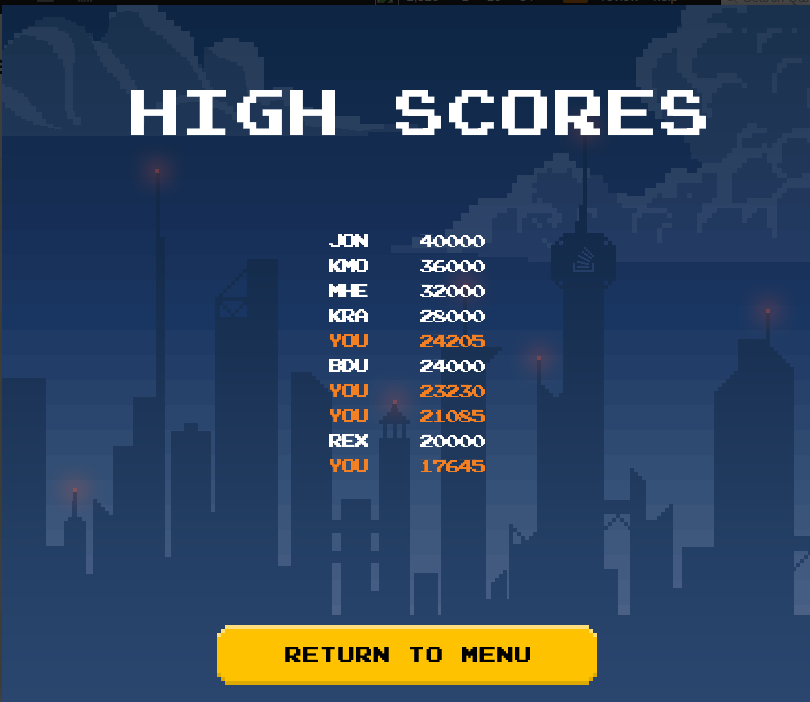 HIGH SCORES
JON 40000
KMO 36000
MHE 32000
KRA 28000
YOU 24205
BDU 24000
YOU 23230
YOU 21085
REX 20000
YOU 17645
RETURN TO MENU